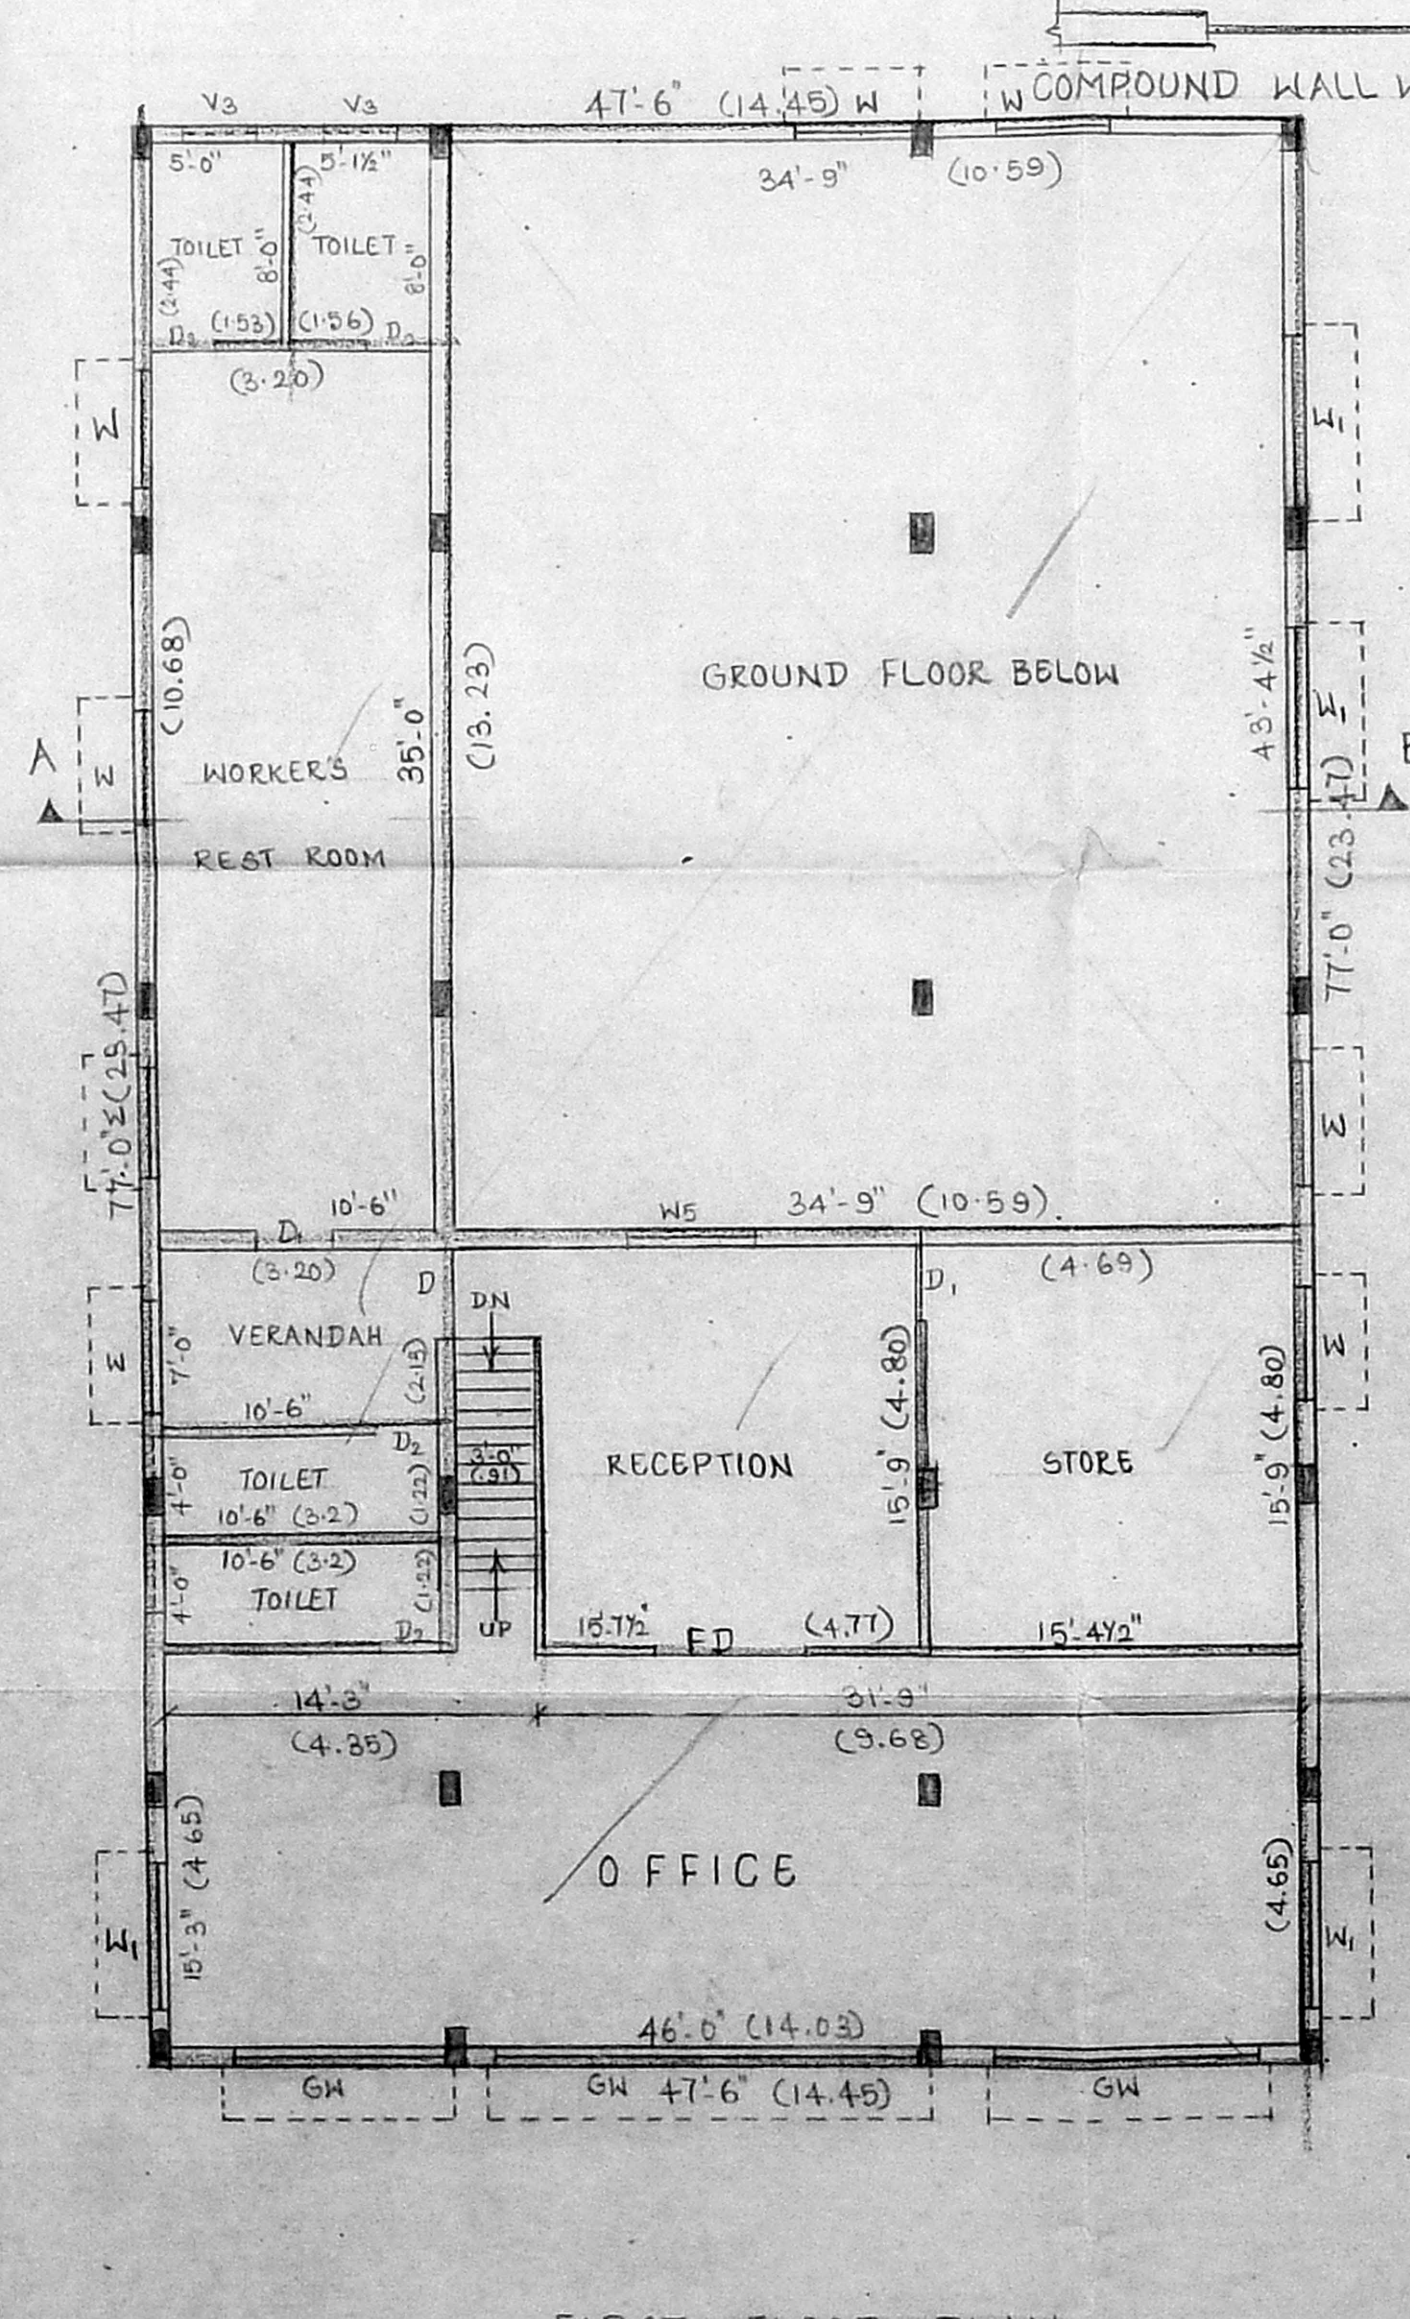 COMPOUND WALL
V3 V3 47'-6" (14.45) W W
5'-0" 5'-1½" 34'-9" (10.59)
(2.44)
TOILET 8'-0" TOILET 8'-0"
(2.44)
D2 (1.53) (1.56) D2
(3.20)
W W1
(10.68) 35'-0" (13.23) GROUND FLOOR BELOW 43'-4½" W1
A WORKER'S
W
REST ROOM
77'-0" (23.47) 77'-0" (23.47)
W W
10'-6" W5 34'-9" (10.59)
D1
(3.20) D D1 (4.69)
DN
W 7'-0" VERANDAH (2.13) 15'-9" (4.80) 15'-9" (4.80) W
10'-6"
D2
4'-0" TOILET (1.22) 3'-0" RECEPTION STORE
10'-6" (3.2) (.91)
10'-6" (3.2)
4'-0" TOILET (1.22)
D2 UP 15'-7½" FD (4.77) 15'-4½"
14'-3" 31'-9"
(4.35) (9.68)
15'-3" (4.65) OFFICE (4.65)
W1 W1
46'-0" (14.03)
GW GW 47'-6" (14.45) GW